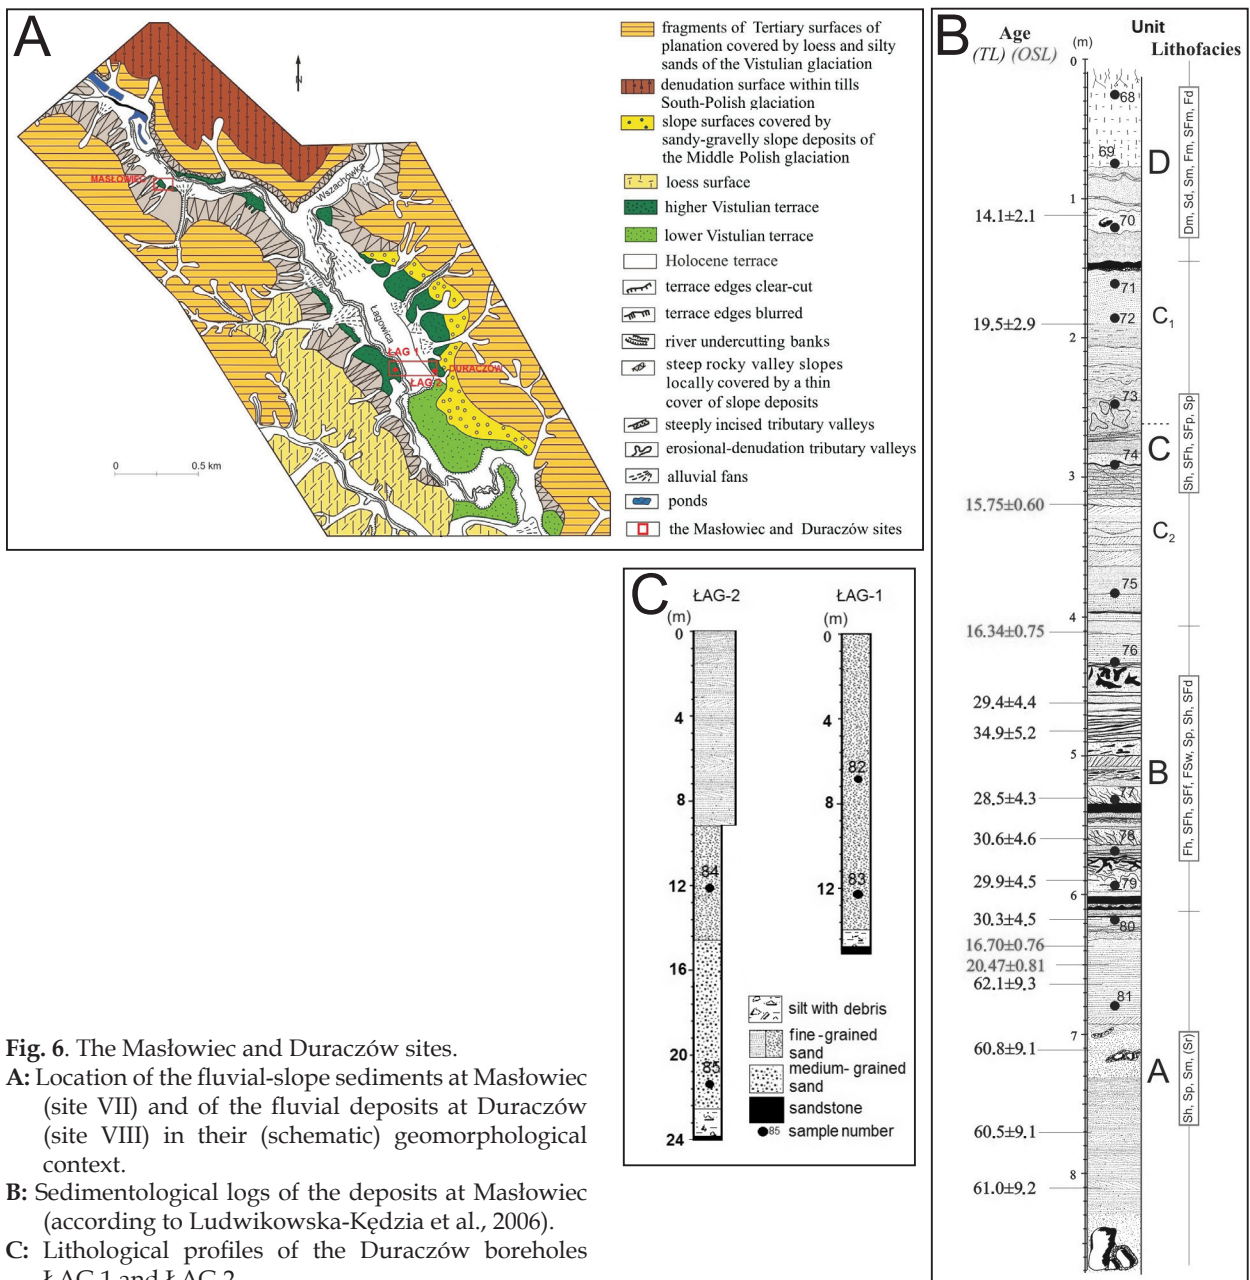 A
N
MASŁOWIEC
Wszachówka
Łagowica
ŁAG 1
DURACZÓW
ŁAG 2
0 0.5 km
fragments of Tertiary surfaces of
planation covered by loess and silty
sands of the Vistulian glaciation
denudation surface within tills
South-Polish glaciation
slope surfaces covered by
sandy-gravelly slope deposits of
the Middle Polish glaciation
loess surface
higher Vistulian terrace
lower Vistulian terrace
Holocene terrace
terrace edges clear-cut
terrace edges blurred
river undercutting banks
steep rocky valley slopes
locally covered by a thin
cover of slope deposits
steeply incised tributary valleys
erosional-denudation tributary valleys
alluvial fans
ponds
the Masłowiec and Duraczów sites
B
Age
(TL) (OSL)
(m)
Unit
Lithofacies
0
68
69
D
Dm, Sd, Sm, Fm, SFm, Fd
1
14.1±2.1
70
71
72
C1
19.5±2.9
2
73
C
Sh, SFh, SFp, Sp
74
3
15.75±0.60
C2
75
4
16.34±0.75
76
29.4±4.4
34.9±5.2
5
B
Fh, SFh, SFf, FSw, Sp, Sh, SFd
28.5±4.3
77
30.6±4.6
78
29.9±4.5
79
6
30.3±4.5
80
16.70±0.76
20.47±0.81
62.1±9.3
81
7
60.8±9.1
A
Sh, Sp, Sm, (Sr)
60.5±9.1
8
61.0±9.2
C
ŁAG-2
(m)
0
4
8
84
12
16
20
85
24
ŁAG-1
(m)
0
4
82
8
83
12
silt with debris
fine-grained
sand
medium- grained
sand
sandstone
85 sample number
Fig. 6. The Masłowiec and Duraczów sites.
A: Location of the fluvial-slope sediments at Masłowiec
(site VII) and of the fluvial deposits at Duraczów
(site VIII) in their (schematic) geomorphological
context.
B: Sedimentological logs of the deposits at Masłowiec
(according to Ludwikowska-Kędzia et al., 2006).
C: Lithological profiles of the Duraczów boreholes
ŁAG 1 and ŁAG 2